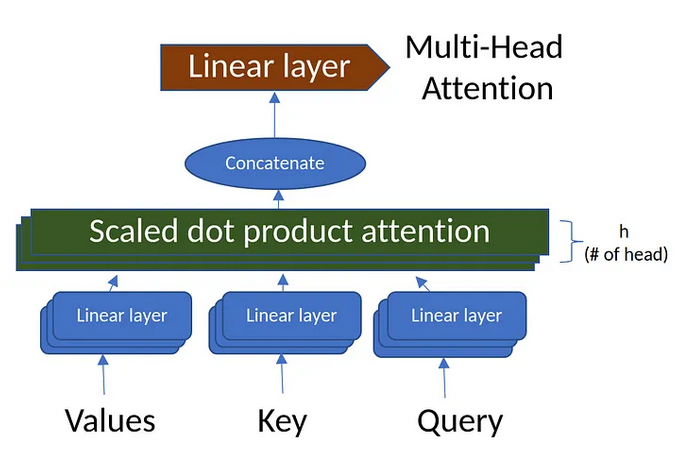 Linear layer
Multi-Head
Attention
Concatenate
Scaled dot product attention
h
(# of head)
Linear layer
Linear layer
Linear layer
Values
Key
Query